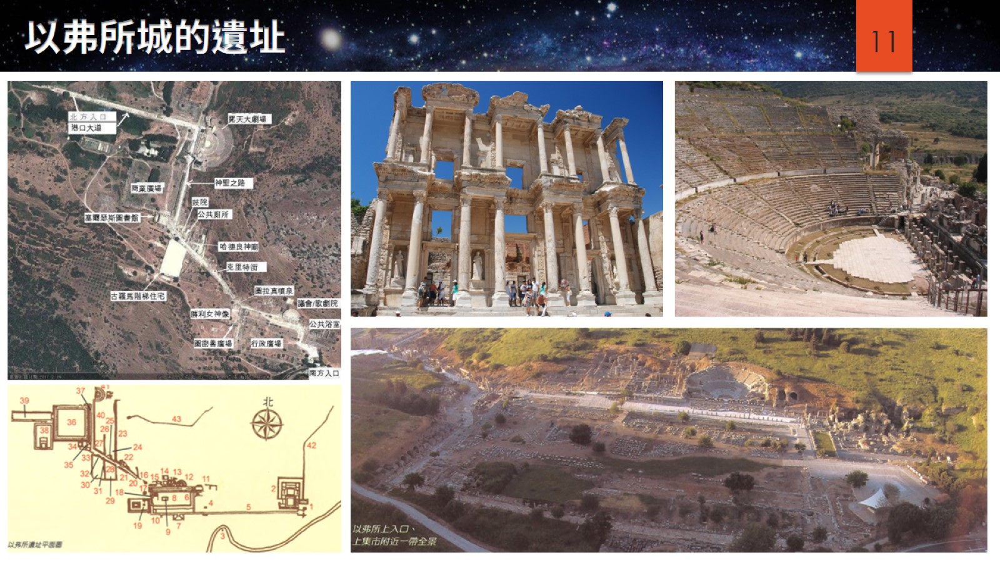 以弗所城的遺址
11
北方入口
港口大道
露天大劇場
商業廣場
神聖之路
妓院
公共廁所
塞爾瑟斯圖書館
哈德良神廟
克里特街
古羅馬階梯住宅
圖拉真噴泉
議會/歌劇院
勝利女神像
公共浴室
圖密善廣場
行政廣場
南方入口
37
41
39
北
36
40
25
43
38
26
23
42
34
27
24
35
33
22
32
28
21
16
15
14
13
12
11
2
30
20
17
31
18
8
6
4
5
1
29
19
10
9
7
3
以弗所遺址平面圖
以弗所上入口、
上集市附近一帶全景